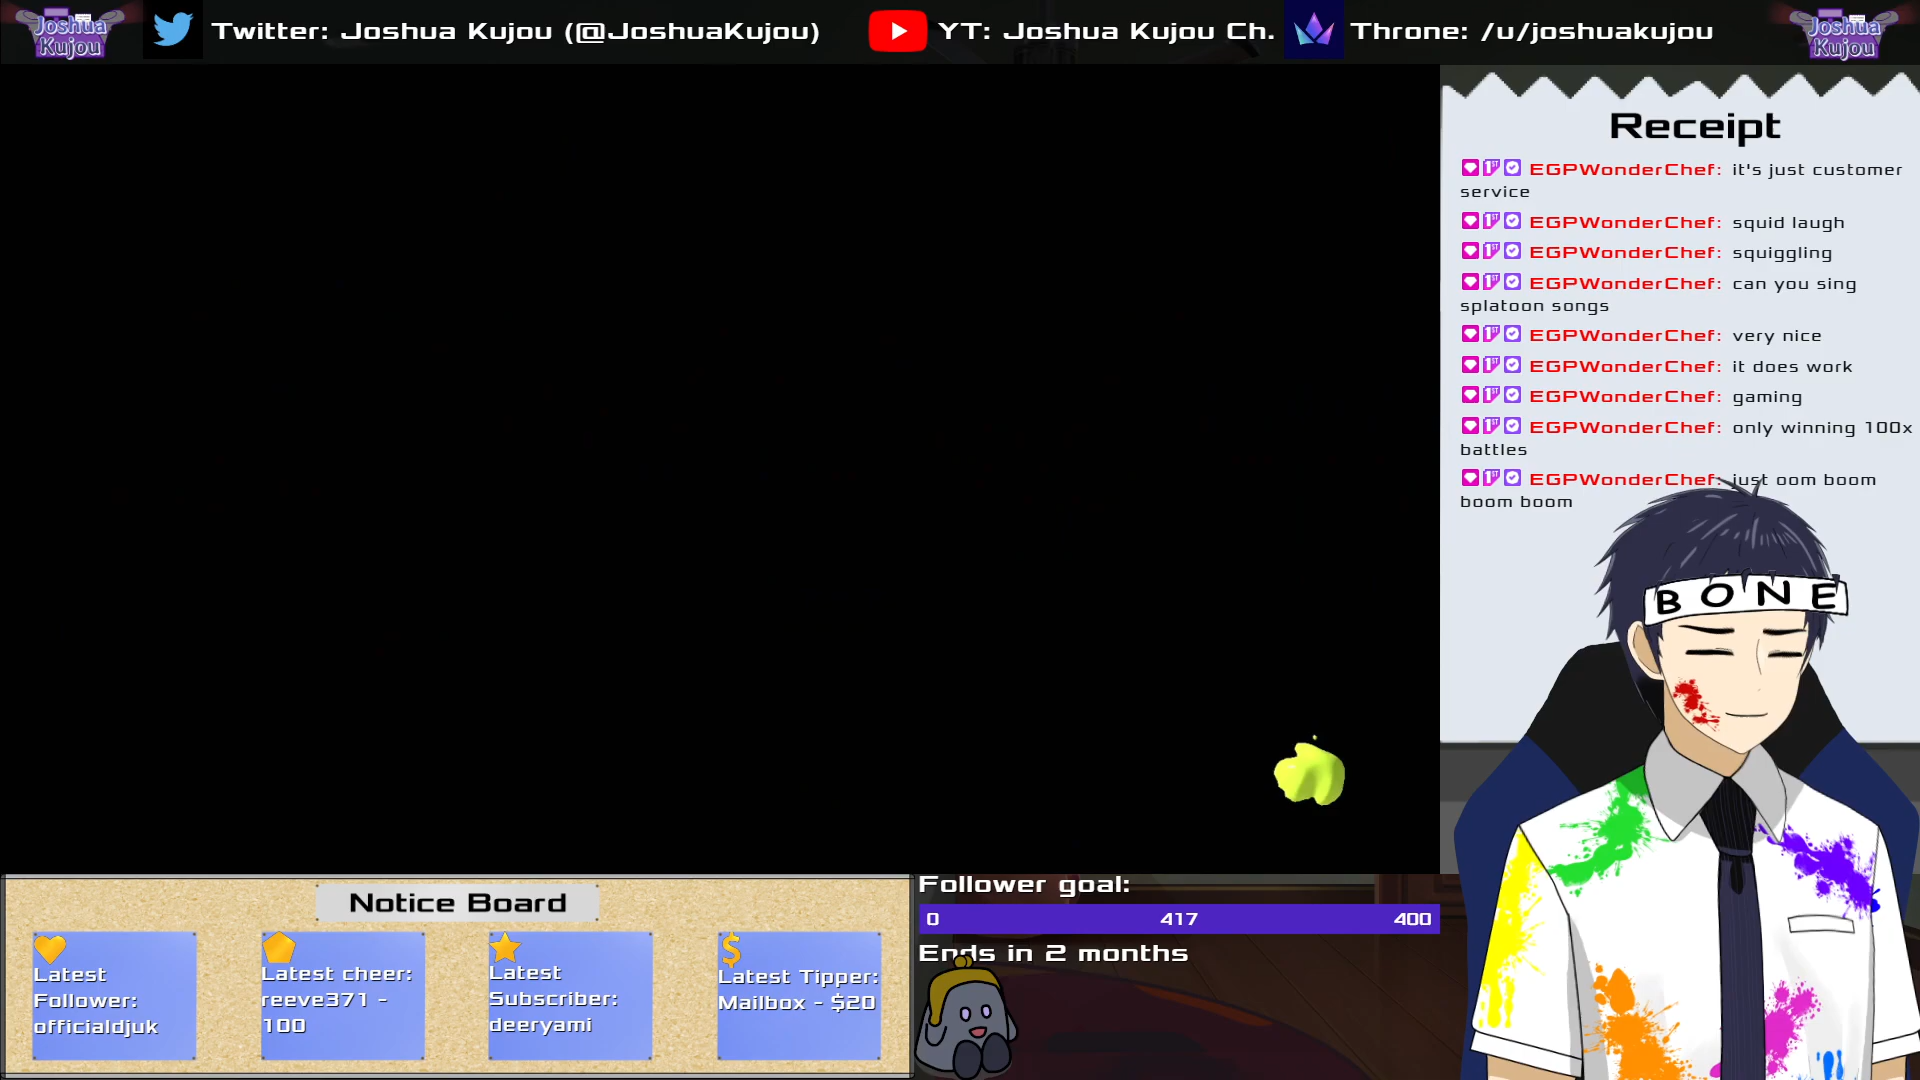 Joshua
Kujou
Twitter: Joshua Kujou (@JoshuaKujou)
YT: Joshua Kujou Ch.
Throne: /u/joshuakujou
Joshua
Kujou
Receipt
EGPWonderChef: it's just customer
service
EGPWonderChef: squid laugh
EGPWonderChef: squiggling
EGPWonderChef: can you sing
splatoon songs
EGPWonderChef: very nice
EGPWonderChef: it does work
EGPWonderChef: gaming
EGPWonderChef: only winning 100x
battles
EGPWonderChef: just oom boom
boom boom
BONE
Notice Board
Latest
Follower:
officialdjuk
Latest cheer:
reeve371 -
100
Latest
Subscriber:
deeryami
Latest Tipper:
Mailbox - $20
Follower goal:
0 417 400
Ends in 2 months